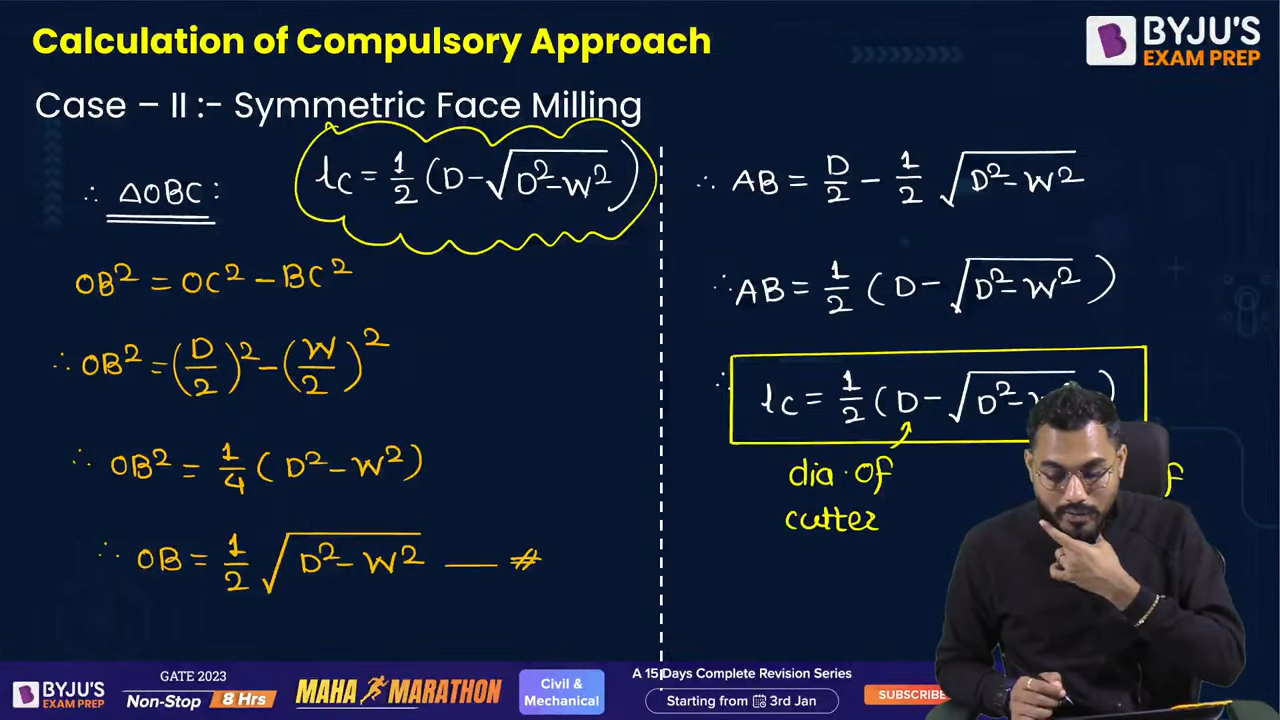 Calculation of Compulsory Approach
BYJU'S
EXAM PREP
Case – II :- Symmetric Face Milling
lc = 1/2 (D-√(D²-W²))
∴ △OBC:
OB² = OC² - BC²
∴ OB² = (D/2)² - (W/2)²
∴ OB² = 1/4 (D² - W²)
∴ OB = 1/2 √(D² - W²) — #
∴ AB = D/2 - 1/2 √(D²-W²)
∴ AB = 1/2 (D - √(D²-W²))
∴ lc = 1/2 (D - √(D²-
dia. of
cutter
f
BYJU'S
EXAM PREP
GATE 2023
Non-Stop 8 Hrs
MAHA MARATHON
Civil &
Mechanical
A 15 Days Complete Revision Series
Starting from 3rd Jan
SUBSCRIBE